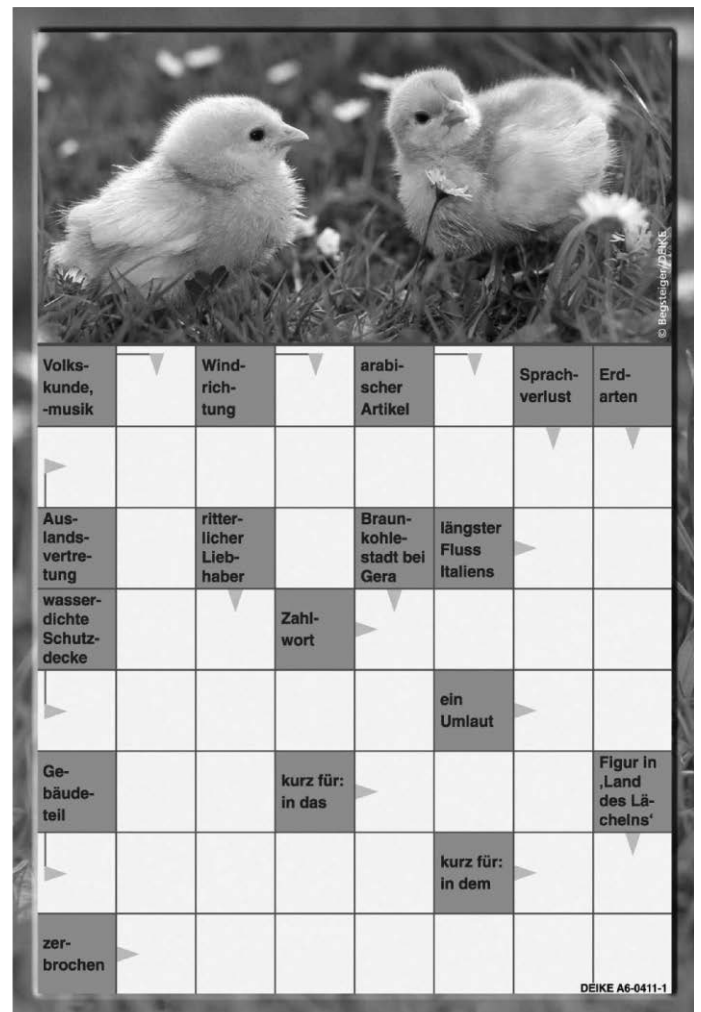 © Begsteiger/DEIKE
Volks-
kunde,
-musik
Wind-
rich-
tung
arabi-
scher
Artikel
Sprach-
verlust
Erd-
arten
Aus-
lands-
vertre-
tung
ritter-
licher
Lieb-
haber
Braun-
kohle-
stadt bei
Gera
längster
Fluss
Italiens
wasser-
dichte
Schutz-
decke
Zahl-
wort
ein
Umlaut
Ge-
bäude-
teil
kurz für:
in das
Figur in
‚Land
des Lä-
chelns‘
kurz für:
in dem
zer-
brochen
DEIKE A6-0411-1